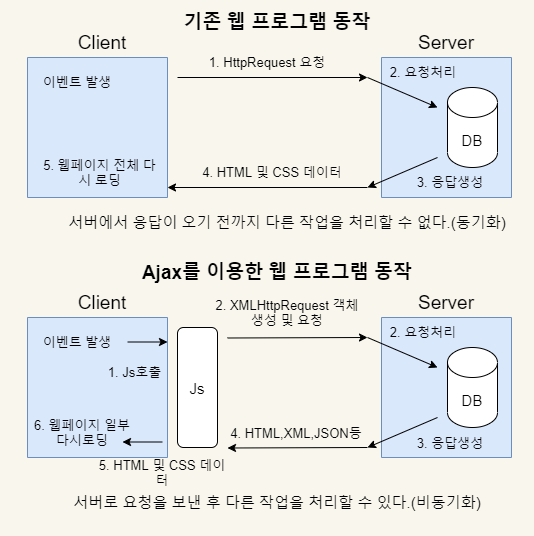 기존 웹 프로그램 동작
Client
Server
이벤트 발생
1. HttpRequest 요청
2. 요청처리
DB
5. 웹페이지 전체 다
시 로딩
4. HTML 및 CSS 데이터
3. 응답생성
서버에서 응답이 오기 전까지 다른 작업을 처리할 수 없다.(동기화)
Ajax를 이용한 웹 프로그램 동작
Client
Server
2. XMLHttpRequest 객체
생성 및 요청
이벤트 발생
2. 요청처리
1. Js호출
Js
DB
6. 웹페이지 일부
다시로딩
4. HTML,XML,JSON등
3. 응답생성
5. HTML 및 CSS 데이
터
서버로 요청을 보낸 후 다른 작업을 처리할 수 있다.(비동기화)